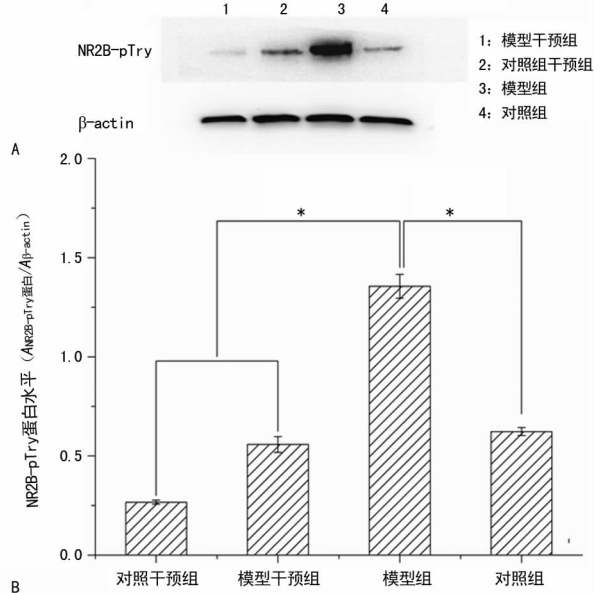 1 2 3 4
NR2B-pTry
β-actin
1: 模型干预组
2: 对照组干预组
3: 模型组
4: 对照组
A
NR2B-pTry蛋白水平(ANR2B-pTry蛋白/Aβ-actin)
2.0
1.5
1.0
0.5
0.0
* *
对照干预组 模型干预组 模型组 对照组
B